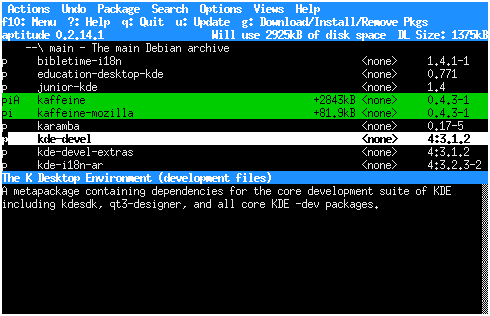 Actions  Undo  Package  Search  Options  Views  Help
f10: Menu  ?: Help  q: Quit  u: Update  g: Download/Install/Remove Pkgs
aptitude 0.2.14.1  Will use 2925kB of disk space  DL Size: 1375kB
--\ main - The main Debian archive
p  bibletime-i18n  <none>  1.4.1-1
p  education-desktop-kde  <none>  0.771
p  junior-kde  <none>  1.4
piA  kaffeine  +2843kB  <none>  0.4.3-1
pi  kaffeine-mozilla  +81.9kB  <none>  0.4.3-1
p  karamba  <none>  0.17-5
p  kde-devel  <none>  4:3.1.2
p  kde-devel-extras  <none>  4:3.1.2
p  kde-i18n-ar  <none>  4:3.2.3-2
The K Desktop Environment (development files)
A metapackage containing dependencies for the core development suite of KDE
including kdesdk, qt3-designer, and all core KDE -dev packages.